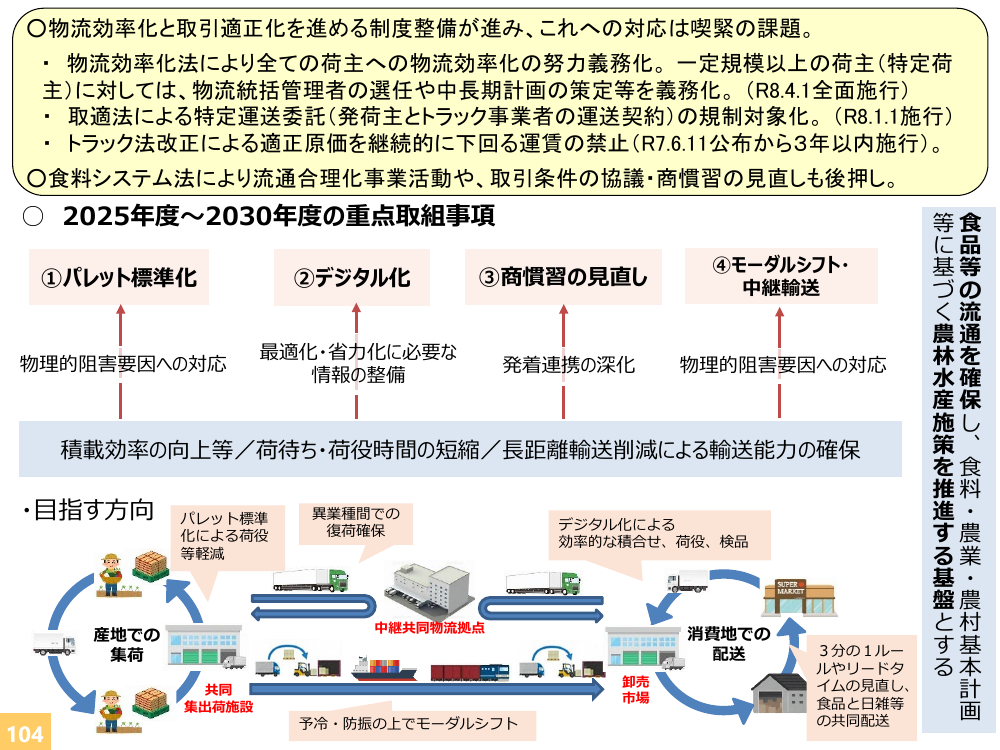 〇物流効率化と取引適正化を進める制度整備が進み、これへの対応は喫緊の課題。
・ 物流効率化法により全ての荷主への物流効率化の努力義務化。一定規模以上の荷主（特定荷
主）に対しては、物流統括管理者の選任や中長期計画の策定等を義務化。（R8.4.1全面施行）
・ 取適法による特定運送委託（発荷主とトラック事業者の運送契約）の規制対象化。（R8.1.1施行）
・ トラック法改正による適正原価を継続的に下回る運賃の禁止（R7.6.11公布から３年以内施行）。
〇食料システム法により流通合理化事業活動や、取引条件の協議・商慣習の見直しも後押し。
〇 2025年度～2030年度の重点取組事項
①パレット標準化
②デジタル化
③商慣習の見直し
④モーダルシフト・
中継輸送
物理的阻害要因への対応
最適化・省力化に必要な
情報の整備
発着連携の深化
物理的阻害要因への対応
積載効率の向上等／荷待ち・荷役時間の短縮／長距離輸送削減による輸送能力の確保
食品等の流通を確保し、食料・農業・農村基本計画
等に基づく農林水産施策を推進する基盤とする
・目指す方向
パレット標準
化による荷役
等軽減
異業種間での
復荷確保
デジタル化による
効率的な積合せ、荷役、検品
産地での
集荷
中継共同物流拠点
消費地での
配送
SUPER
MARKET
共同
集出荷施設
卸売
市場
３分の１ルー
ルやリードタ
イムの見直し、
食品と日雑等
の共同配送
予冷・防振の上でモーダルシフト
104